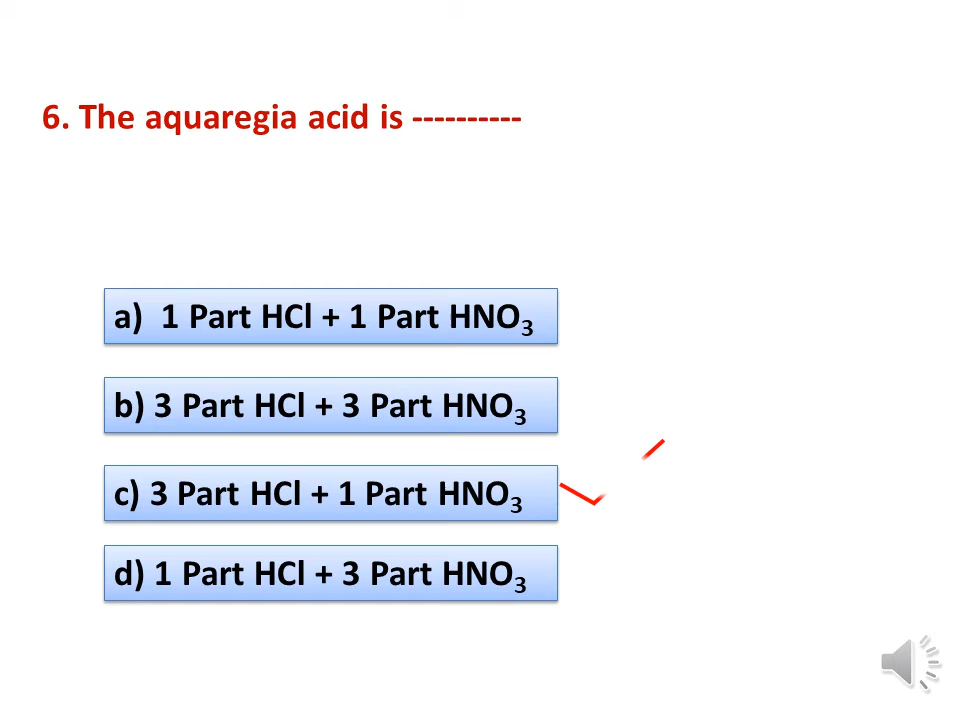 6. The aquaregia acid is ----------
a)  1 Part HCl + 1 Part HNO₃
b) 3 Part HCl + 3 Part HNO₃
c) 3 Part HCl + 1 Part HNO₃
d) 1 Part HCl + 3 Part HNO₃